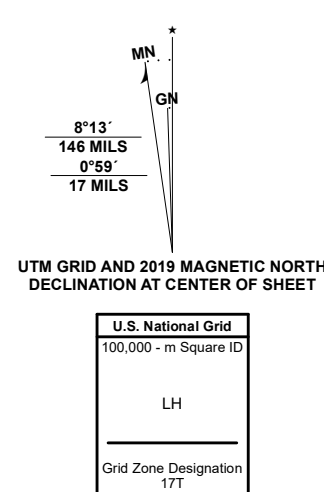 ★
MN
GN
8°13´
146 MILS
0°59´
17 MILS
UTM GRID AND 2019 MAGNETIC NORTH
DECLINATION AT CENTER OF SHEET
U.S. National Grid
100,000 - m Square ID
LH
Grid Zone Designation
17T